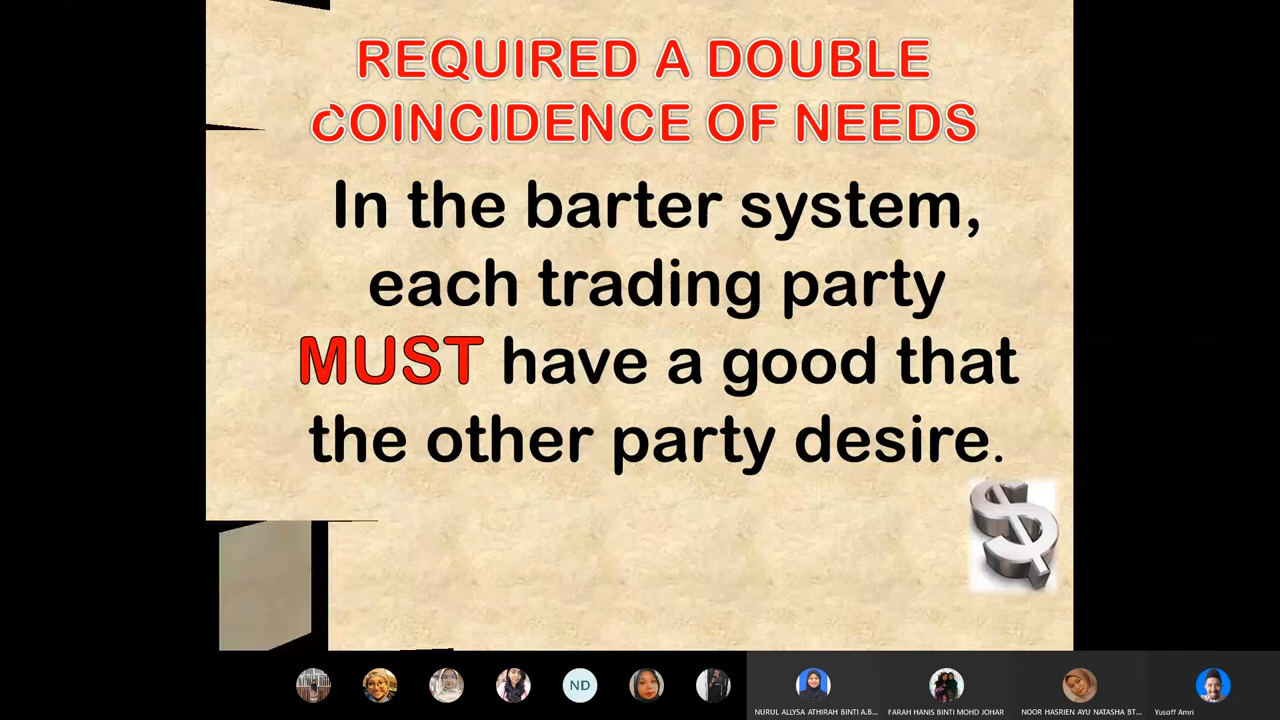 REQUIRED A DOUBLE
COINCIDENCE OF NEEDS
In the barter system,
each trading party
MUST have a good that
the other party desire.
ND
NURUL ALLYSA ATHIRAH BINTI A.B...
FARAH HANIS BINTI MOHD JOHAR
NOOR HASRIEN AYU NATASHA BT...
Yusoff Amri